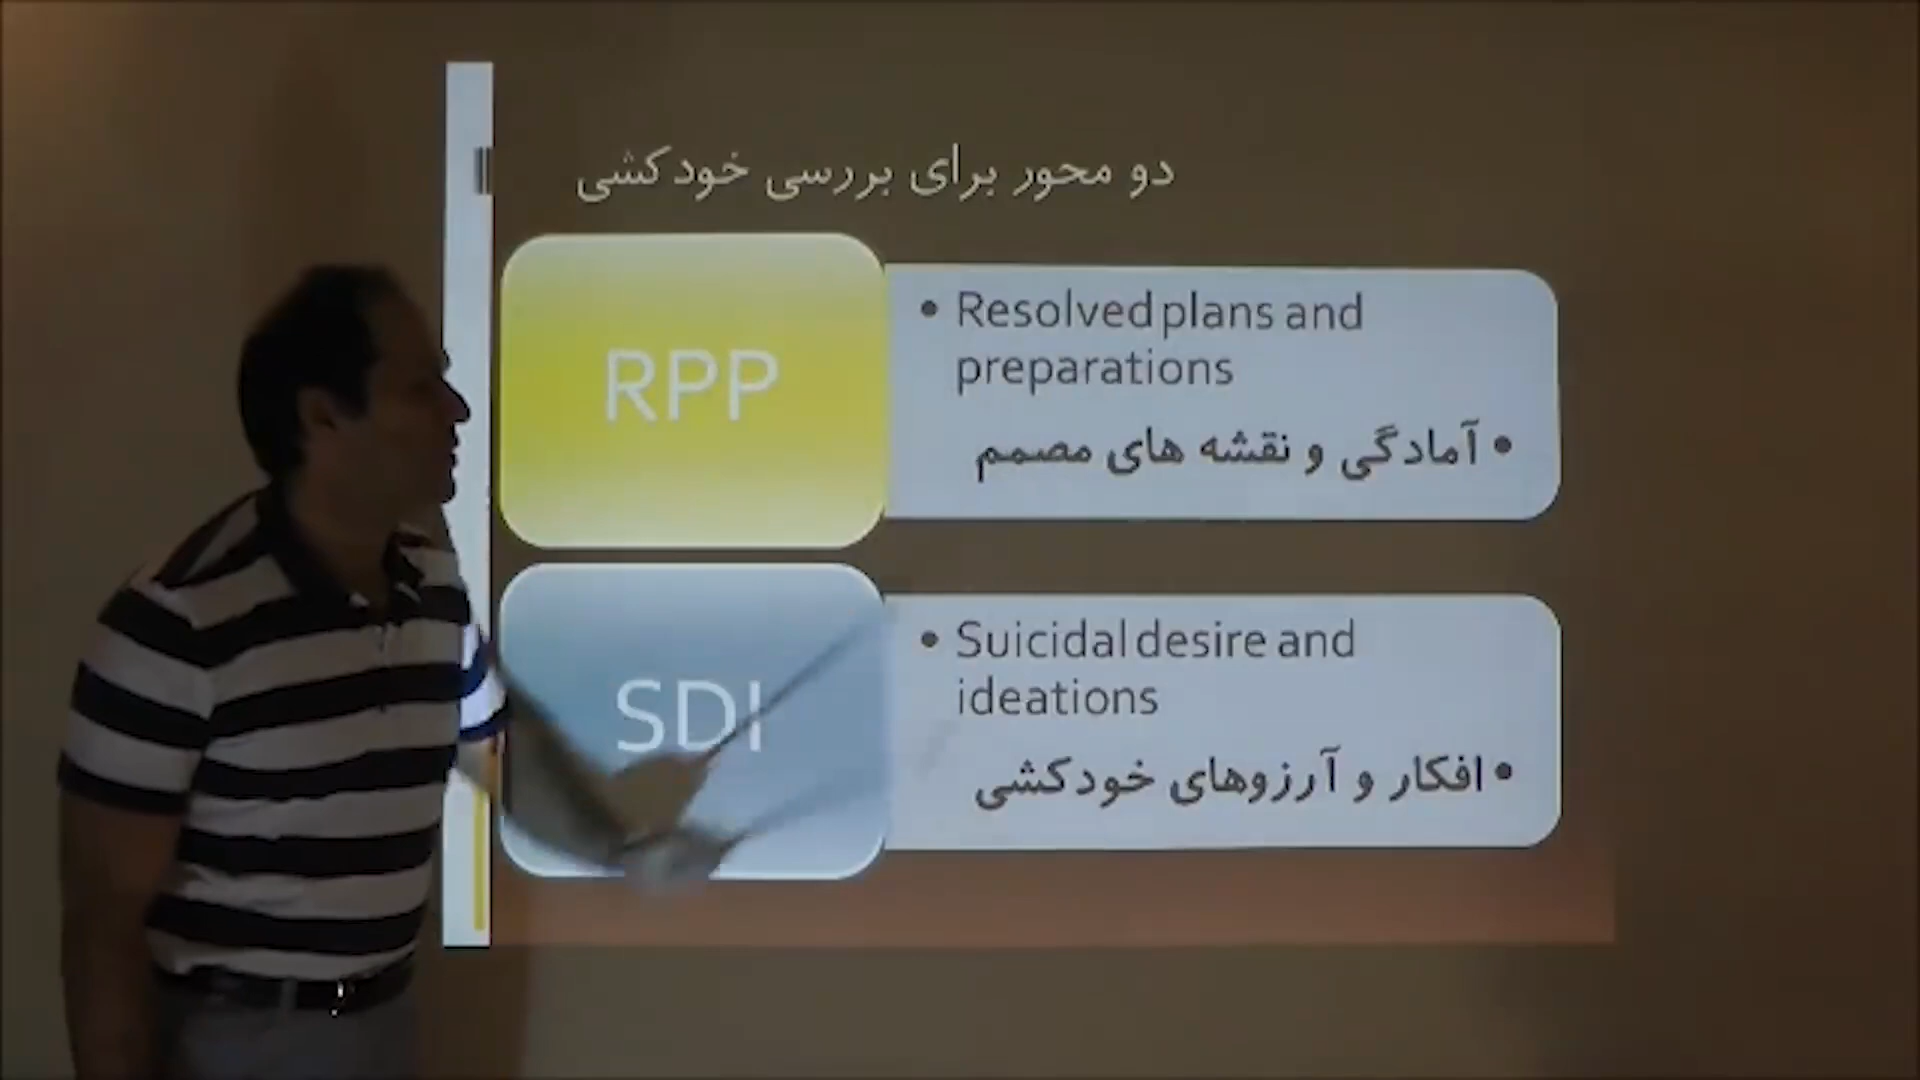 دو محور برای بررسی خودکشی
RPP
• Resolved plans and
preparations
• آمادگی و نقشه های مصمم
SDI
• Suicidal desire and
ideations
• افکار و آرزوهای خودکشی